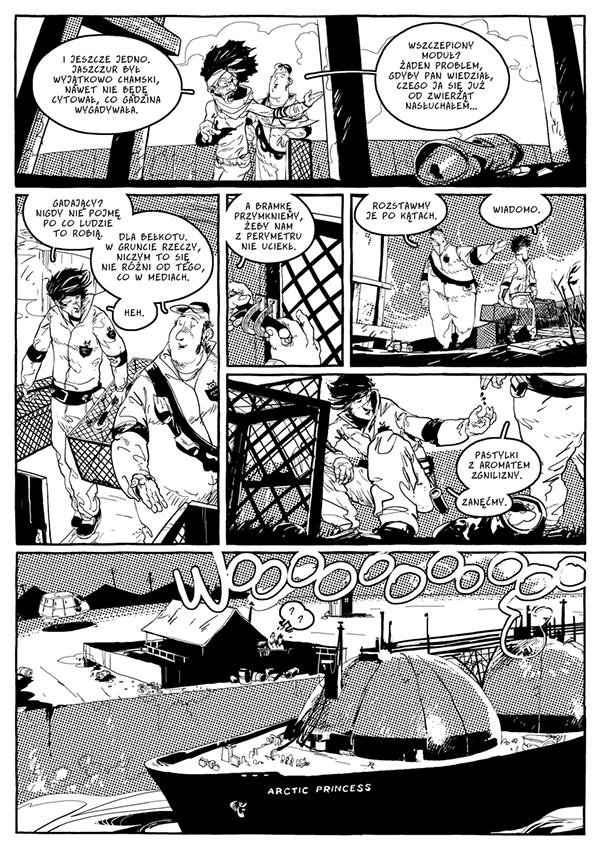 I JESZCZE JEDNO.
JASZCZUR BYŁ
WYJĄTKOWO CHAMSKI,
NAWET NIE BĘDĘ
CYTOWAŁ, CO GADZINA
WYGADYWAŁA.
WSZCZEPIONY
MODUŁ?
ŻADEN PROBLEM,
GDYBY PAN WIEDZIAŁ,
CZEGO JA SIĘ JUŻ
OD ZWIERZĄT
NASŁUCHAŁEM...
GADAJĄCY?
NIGDY NIE POJMĘ
PO CO LUDZIE
TO ROBIĄ.
DLA BEŁKOTU.
W GRUNCIE RZECZY,
NICZYM TO SIĘ
NIE RÓŻNI OD TEGO,
CO W MEDIACH.
HEH.
A BRAMKĘ
PRZYMKNIEMY,
ŻEBY NAM
Z PERYMETRU
NIE UCIEKŁ.
ROZSTAWMY
JE PO KĄTACH.
WIADOMO.
PASTYLKI
Z AROMATEM
ZGNILIZNY.
ZANĘĆMY.
WOOOOOOOOOOO
??
ARCTIC PRINCESS